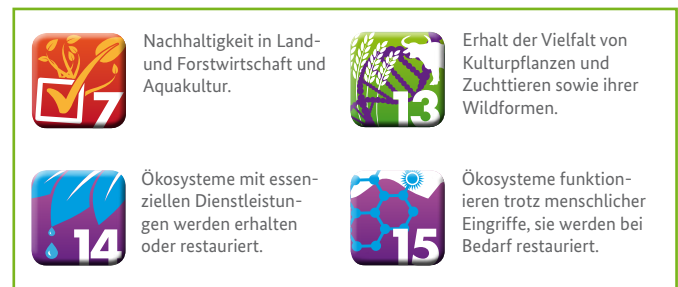 7
Nachhaltigkeit in Land-
und Forstwirtschaft und
Aquakultur.
13
Erhalt der Vielfalt von
Kulturpflanzen und
Zuchttieren sowie ihrer
Wildformen.
14
Ökosysteme mit essen-
ziellen Dienstleistun-
gen werden erhalten
oder restauriert.
15
Ökosysteme funktion-
ieren trotz menschlicher
Eingriffe, sie werden bei
Bedarf restauriert.